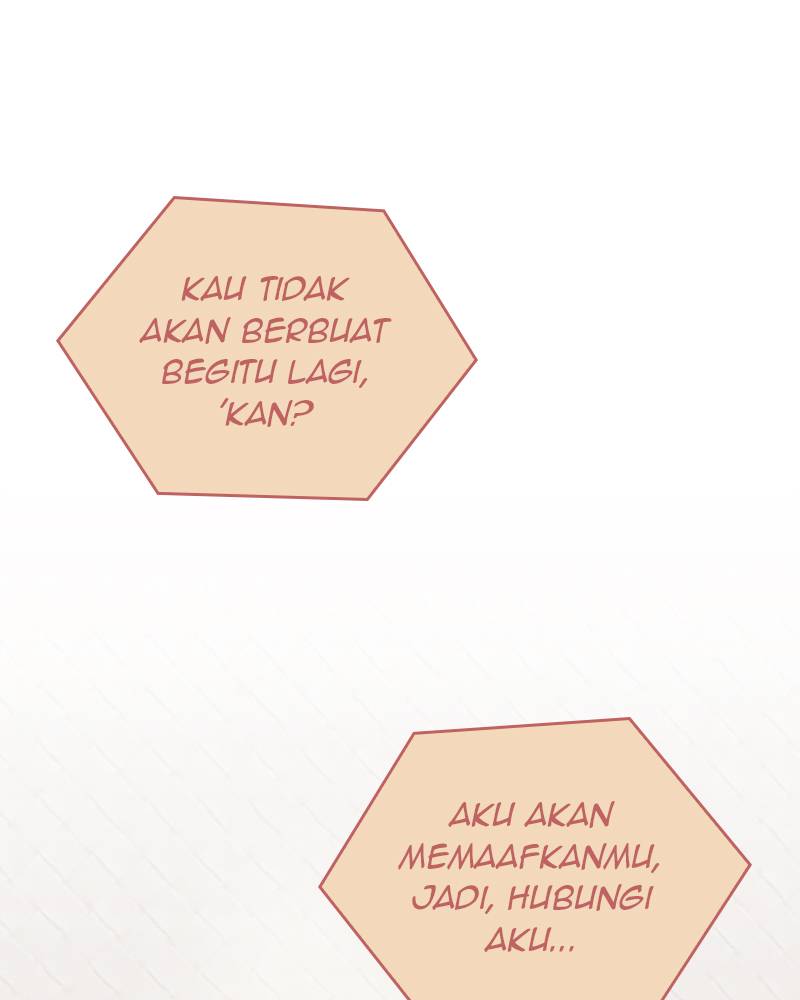 KAU TIDAK
AKAN BERBUAT
BEGITU LAGI,
'KAN?
AKU AKAN
MEMAAFKANMU,
JADI, HUBUNGI
AKU...